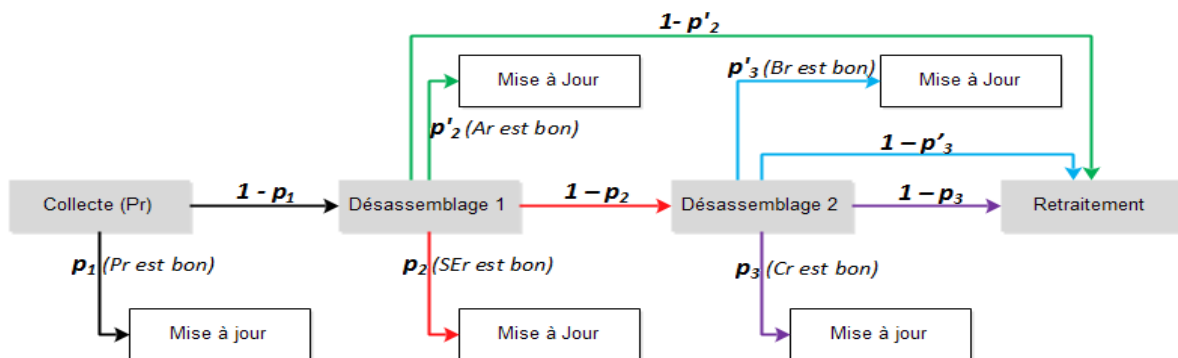 1- p'2
Mise à Jour
p'3 (Br est bon)
Mise à Jour
p'2 (Ar est bon)
1 – p'3
Collecte (Pr)
1 - p1
Désassemblage 1
1 – p2
Désassemblage 2
1 – p3
Retraitement
p1 (Pr est bon)
p2 (SEr est bon)
p3 (Cr est bon)
Mise à jour
Mise à Jour
Mise à jour